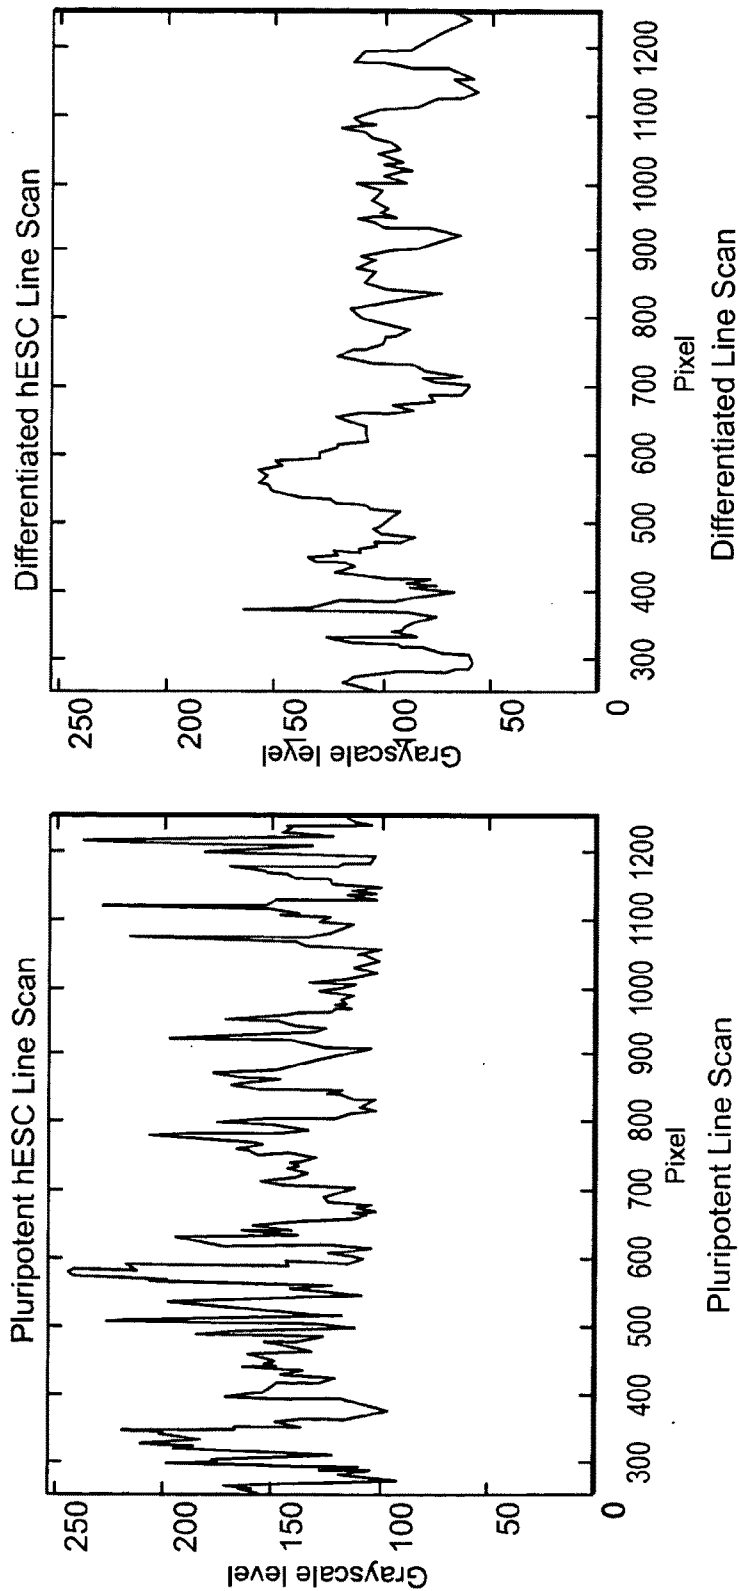 Pluripotent hESC Line Scan
Grayscale level
250
200
150
100
50
0
300 400 500 600 700 800 900 1000 1100 1200
Pixel
Pluripotent Line Scan
Differentiated hESC Line Scan
Grayscale level
250
200
150
100
50
0
300 400 500 600 700 800 900 1000 1100 1200
Pixel
Differentiated Line Scan